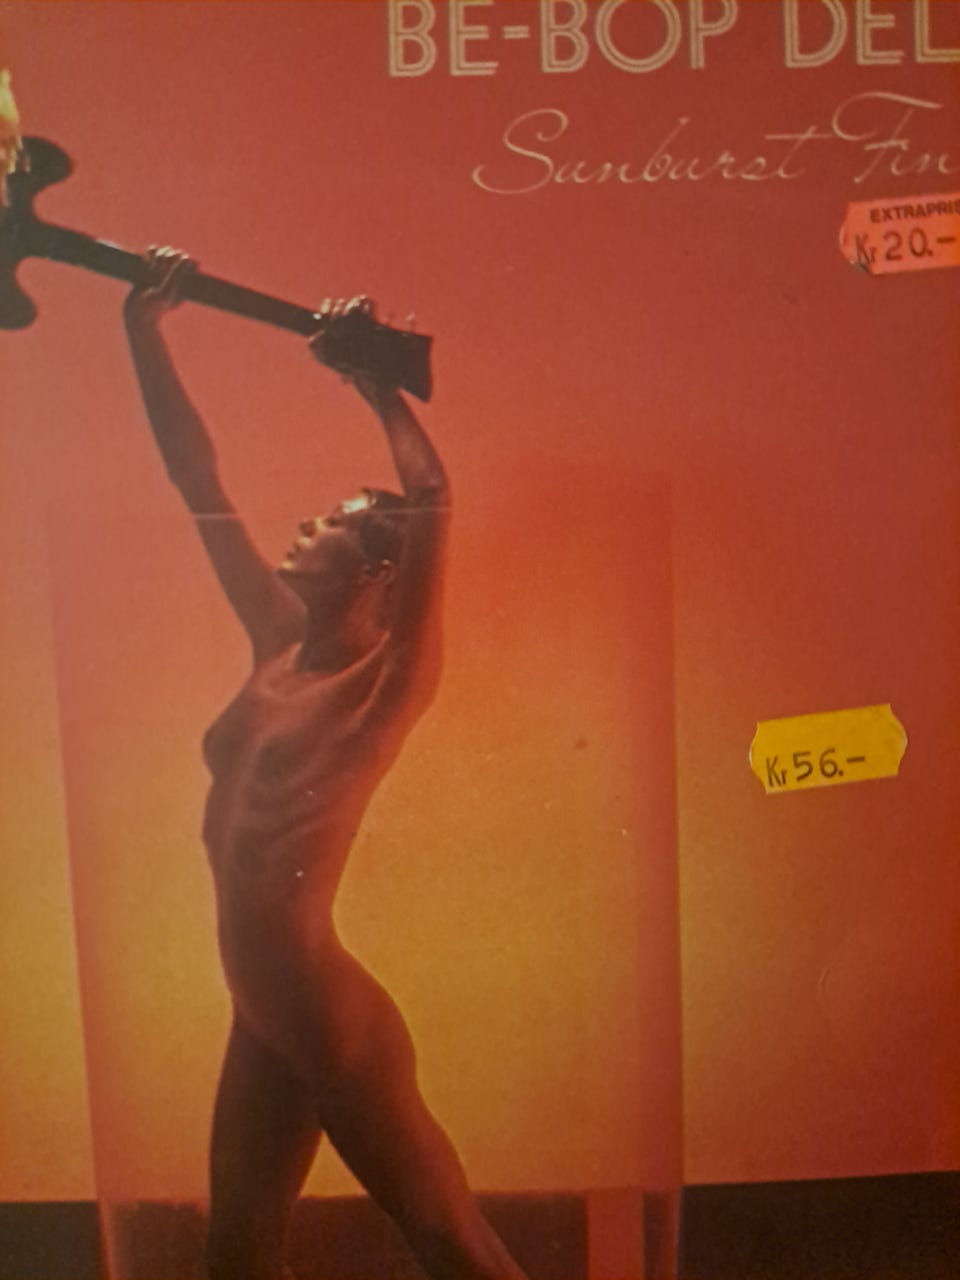 BE-BOP DEL
Sunburst Fin
EXTRAPRIS
Kr 20.-
Kr 56.-